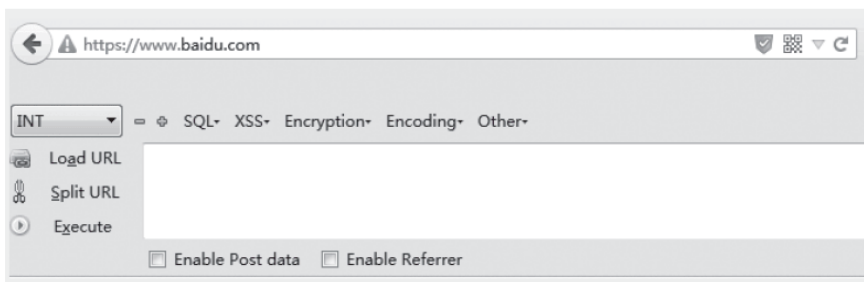 https://www.baidu.com
INT SQL XSS Encryption Encoding Other
Load URL
Split URL
Execute
Enable Post data Enable Referrer